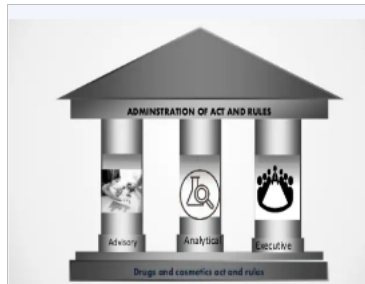 ADMINSTRATION OF ACT AND RULES
Advisory
Analytical
Executive
Drugs and cosmetics act and rules